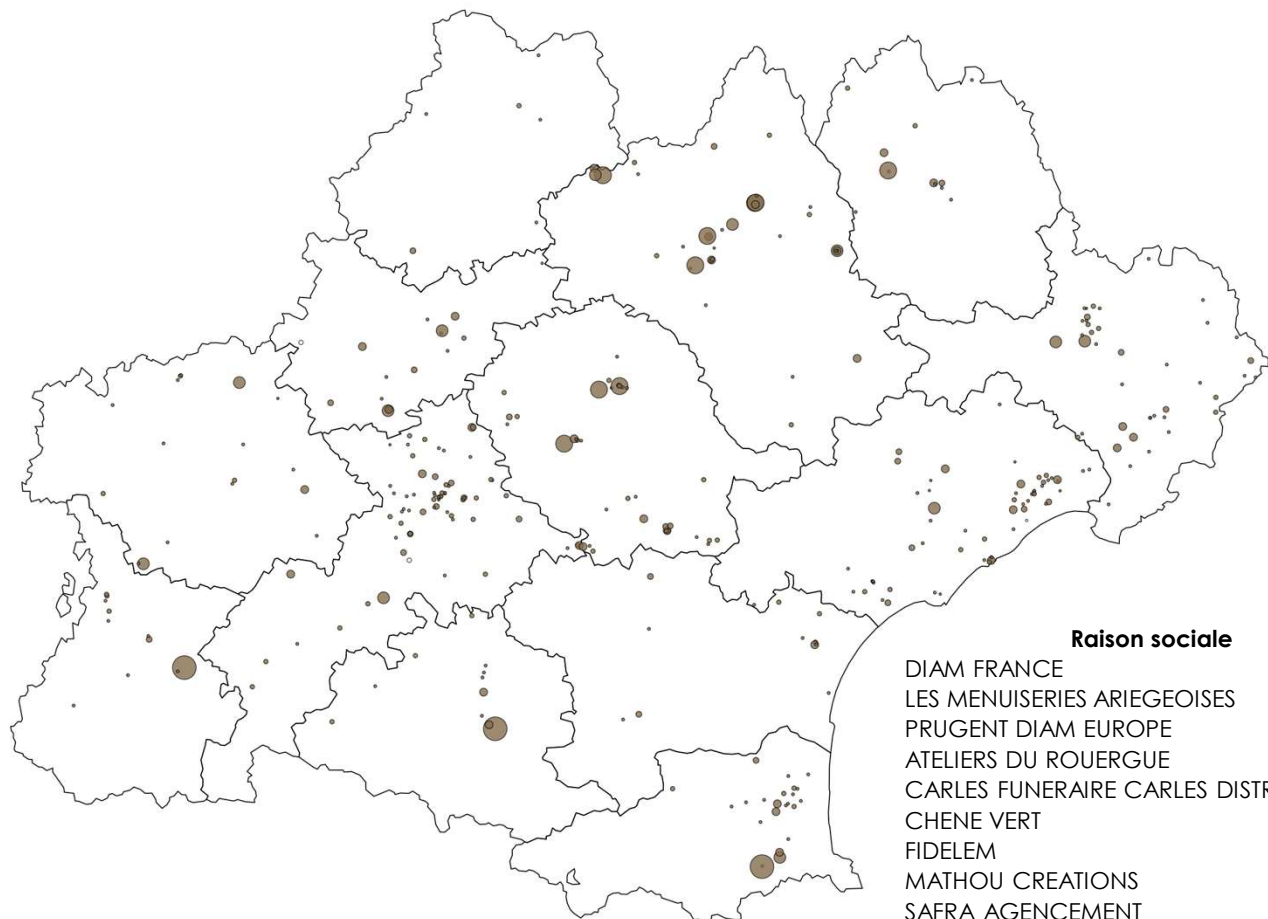 Raison sociale
DIAM FRANCE
LES MENUISERIES ARIEGEOISES
PRUGENT DIAM EUROPE
ATELIERS DU ROUERGUE
CARLES FUNERAIRE CARLES DISTR
CHENE VERT
FIDELEM
MATHOU CREATIONS
SAFRA AGENCEMENT